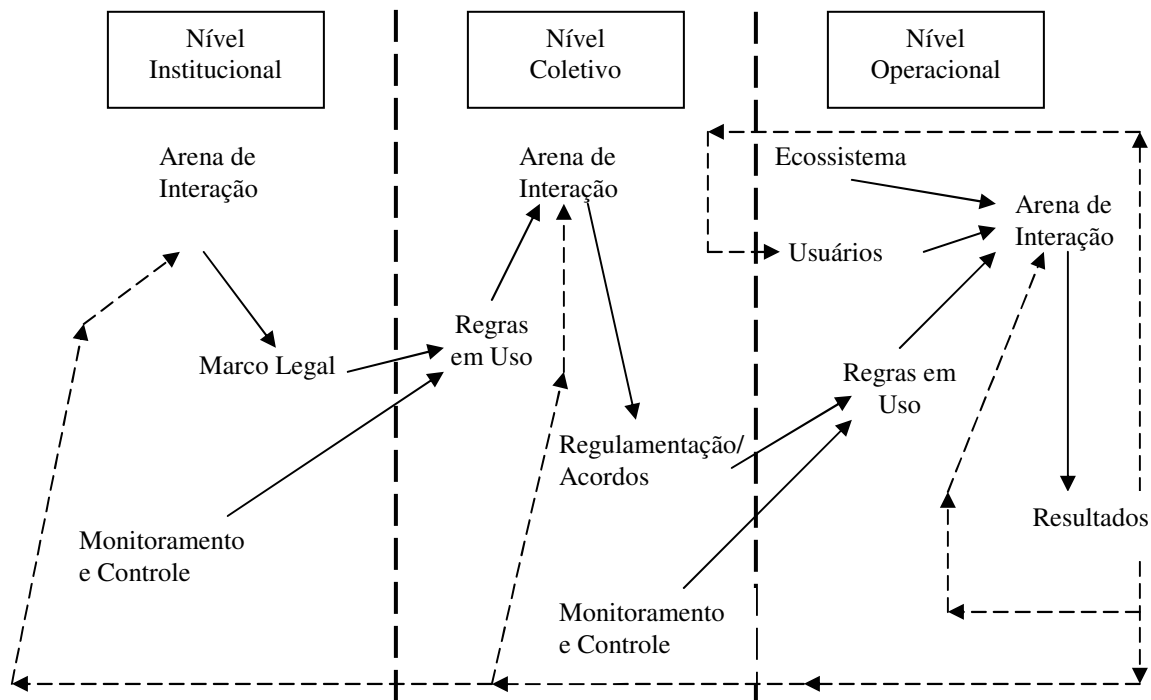 Nível
Institucional
Nível
Coletivo
Nível
Operacional
Arena de
Interação
Marco Legal
Monitoramento
e Controle
Arena de
Interação
Regras
em Uso
Regulamentação/
Acordos
Monitoramento
e Controle
Ecossistema
Usuários
Arena de
Interação
Regras em
Uso
Resultados